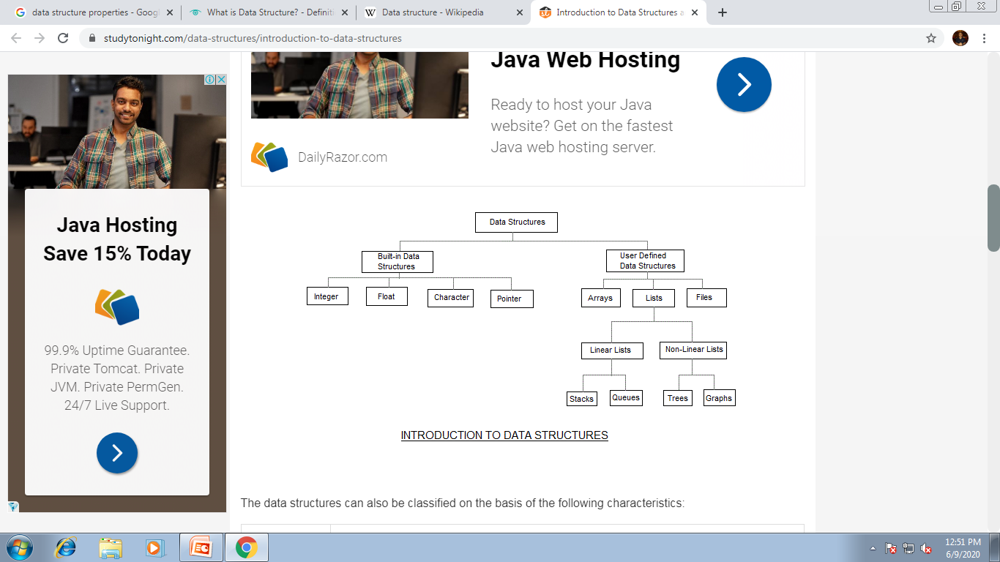 data structure properties - Goog
What is Data Structure? - Definiti
Data structure - Wikipedia
Introduction to Data Structures a
studytonight.com/data-structures/introduction-to-data-structures
Java Web Hosting
Ready to host your Java
website? Get on the fastest
Java web hosting server.
DailyRazor.com
Java Hosting
Save 15% Today
99.9% Uptime Guarantee.
Private Tomcat. Private
JVM. Private PermGen.
24/7 Live Support.
Data Structures
Built-in Data
Structures
User Defined
Data Structures
Integer
Float
Character
Pointer
Arrays
Lists
Files
Linear Lists
Non-Linear Lists
Stacks
Queues
Trees
Graphs
INTRODUCTION TO DATA STRUCTURES
The data structures can also be classified on the basis of the following characteristics:
12:51 PM
6/9/2020